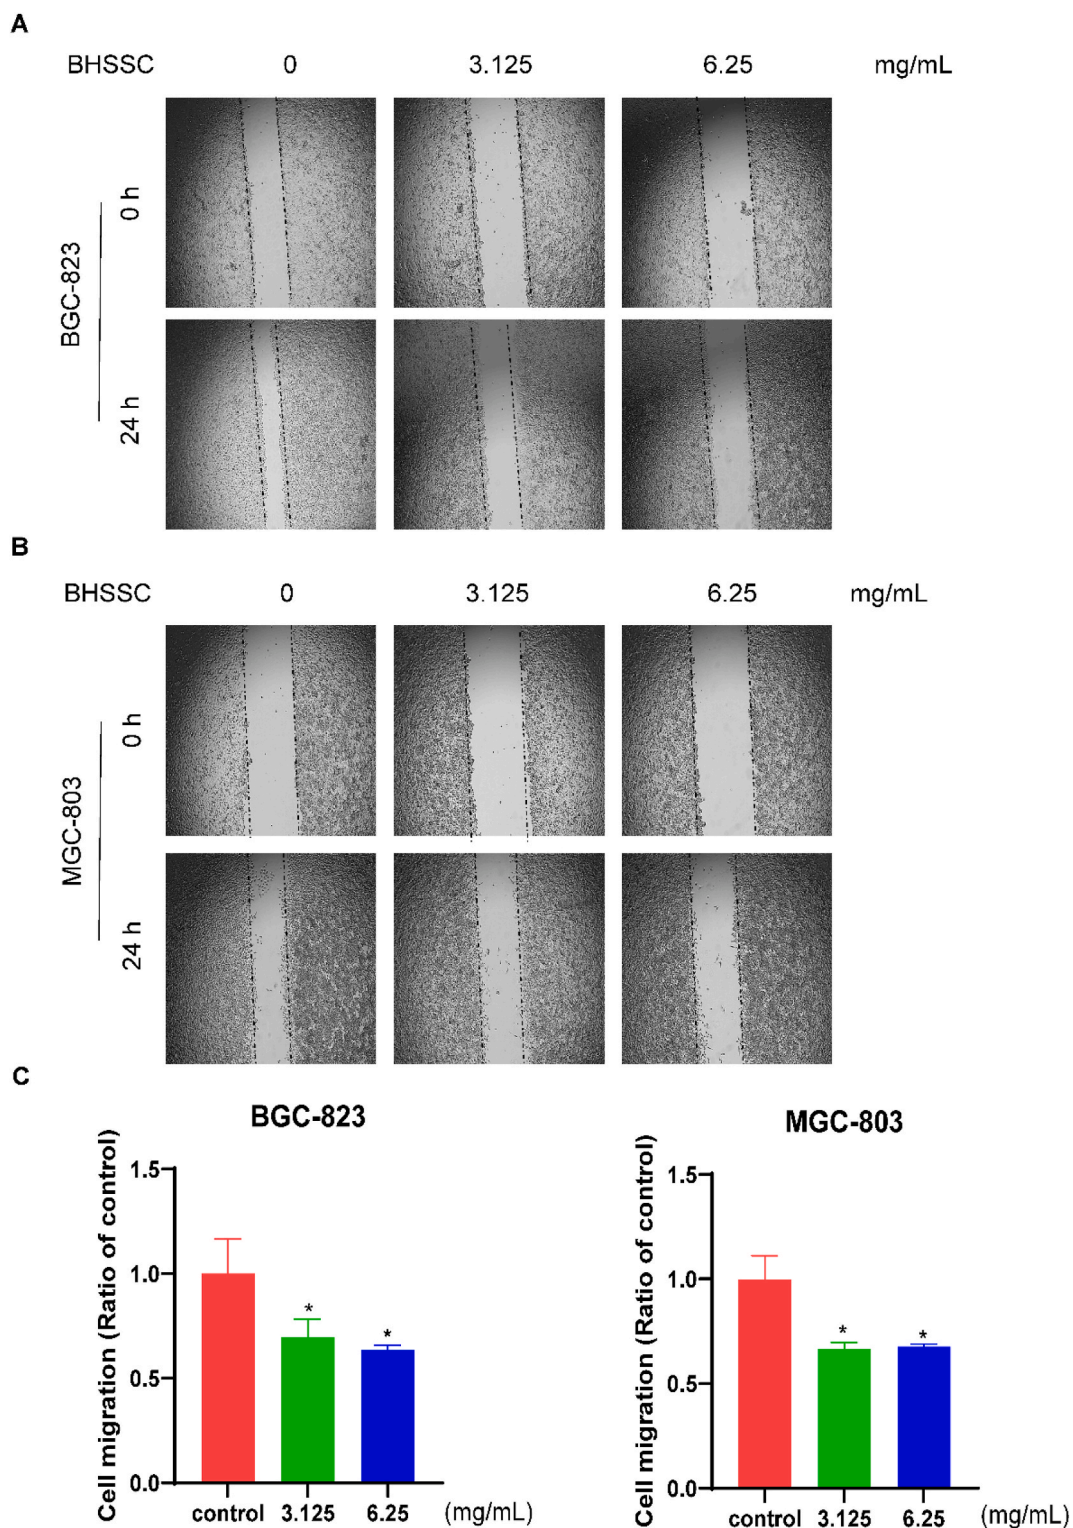 A
BHSSC 0 3.125 6.25 mg/mL
BGC-823
0 h
24 h
B
BHSSC 0 3.125 6.25 mg/mL
MGC-803
0 h
24 h
C
BGC-823
Cell migration (Ratio of control)
1.5
1.0
0.5
0.0
*
*
control 3.125 6.25 (mg/mL)
MGC-803
Cell migration (Ratio of control)
1.5
1.0
0.5
0.0
*
*
control 3.125 6.25 (mg/mL)